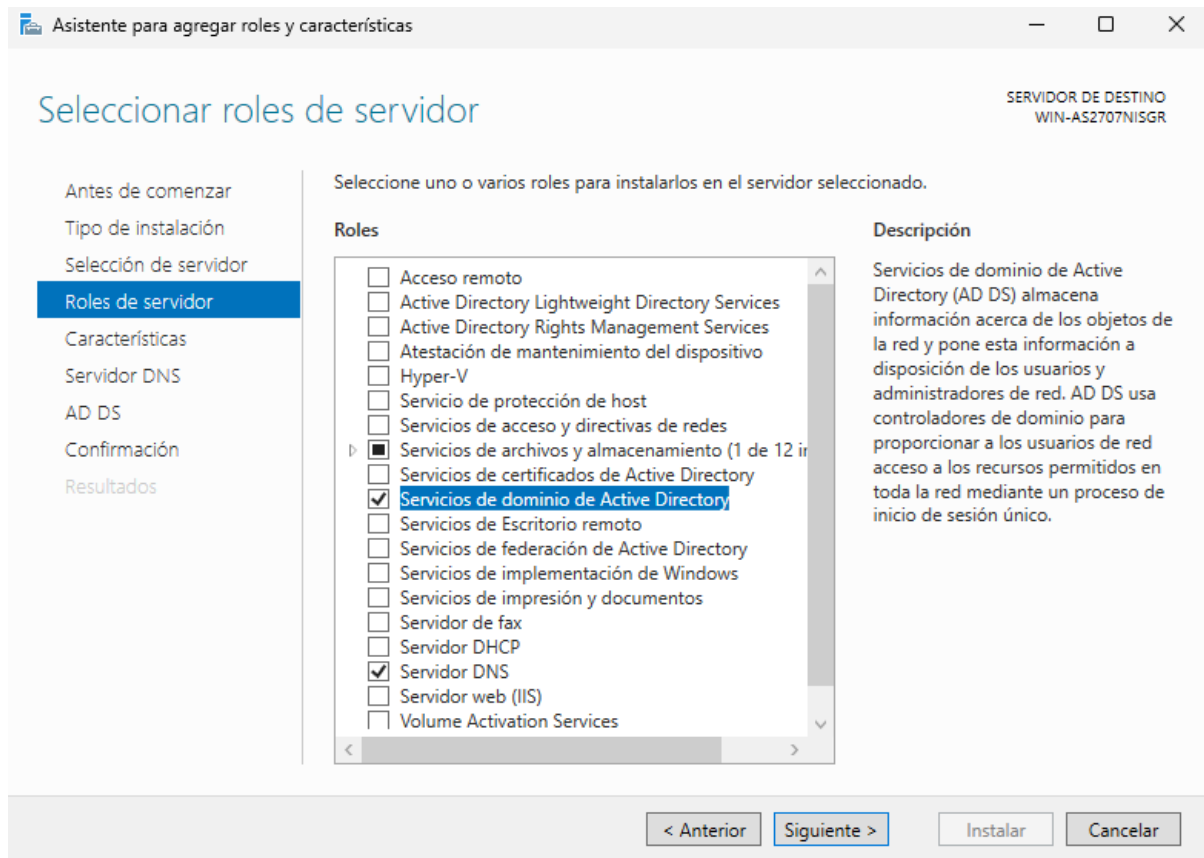 Asistente para agregar roles y características
Seleccionar roles de servidor
SERVIDOR DE DESTINO
WIN-AS2707NISGR
Antes de comenzar
Tipo de instalación
Selección de servidor
Roles de servidor
Características
Servidor DNS
AD DS
Confirmación
Resultados
Seleccione uno o varios roles para instalarlos en el servidor seleccionado.
Roles
Acceso remoto
Active Directory Lightweight Directory Services
Active Directory Rights Management Services
Atestación de mantenimiento del dispositivo
Hyper-V
Servicio de protección de host
Servicios de acceso y directivas de redes
Servicios de archivos y almacenamiento (1 de 12 in
Servicios de certificados de Active Directory
Servicios de dominio de Active Directory
Servicios de Escritorio remoto
Servicios de federación de Active Directory
Servicios de implementación de Windows
Servicios de impresión y documentos
Servidor de fax
Servidor DHCP
Servidor DNS
Servidor web (IIS)
Volume Activation Services
Descripción
Servicios de dominio de Active
Directory (AD DS) almacena
información acerca de los objetos de
la red y pone esta información a
disposición de los usuarios y
administradores de red. AD DS usa
controladores de dominio para
proporcionar a los usuarios de red
acceso a los recursos permitidos en
toda la red mediante un proceso de
inicio de sesión único.
< Anterior
Siguiente >
Instalar
Cancelar